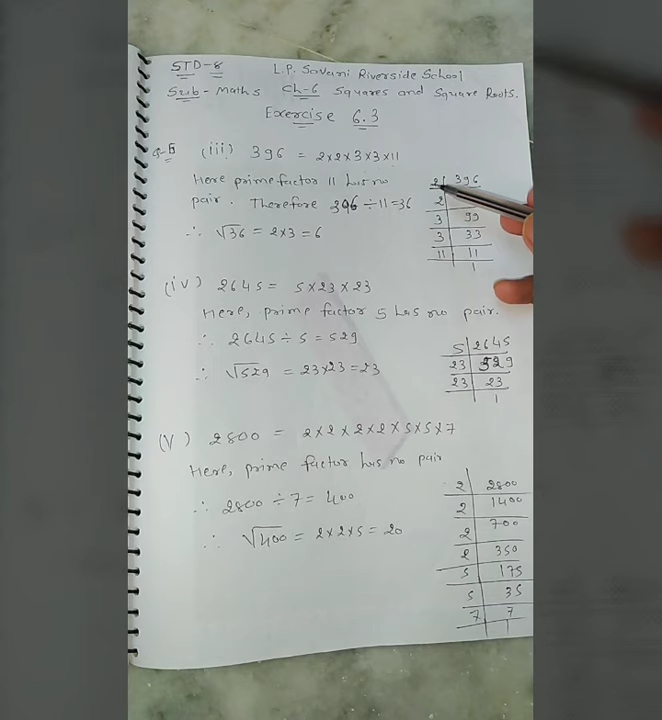 STD-8 L.P. Savani Riverside School
Sub- Maths Ch-6 Squares and Square Roots.
Exercise 6.3
Q-6 (iii) 396 = 2×2×3×3×11
Here prime factor 11 has no
pair. Therefore 396 ÷ 11 = 36
∴ √36 = 2×3 = 6
2 396
2
3 99
3 33
11 11
1
(iv) 2645 = 5×23×23
Here, prime factor 5 has no pair.
∴ 2645 ÷ 5 = 529
∴ √529 = 23×23 = 23
5 2645
23 529
23 23
1
(V) 2800 = 2×2×2×2×5×5×7
Here, prime factor has no pair
∴ 2800 ÷ 7 = 400
∴ √400 = 2×2×5 = 20
2 2800
2 1400
2 700
2 350
5 175
5 35
7 7
1